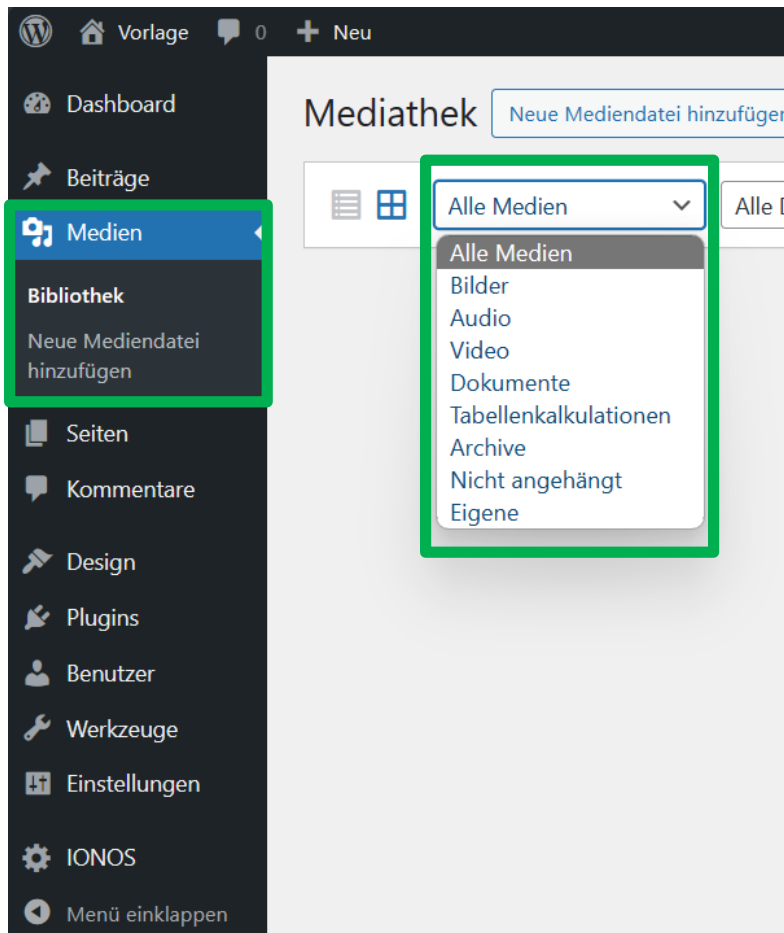 Vorlage 0 Neu
Dashboard
Beiträge
Medien
Bibliothek
Neue Mediendatei
hinzufügen
Seiten
Kommentare
Design
Plugins
Benutzer
Werkzeuge
Einstellungen
IONOS
Menü einklappen
Mediathek Neue Mediendatei hinzufügen
Alle Medien Alle
Alle Medien
Bilder
Audio
Video
Dokumente
Tabellenkalkulationen
Archive
Nicht angehängt
Eigene